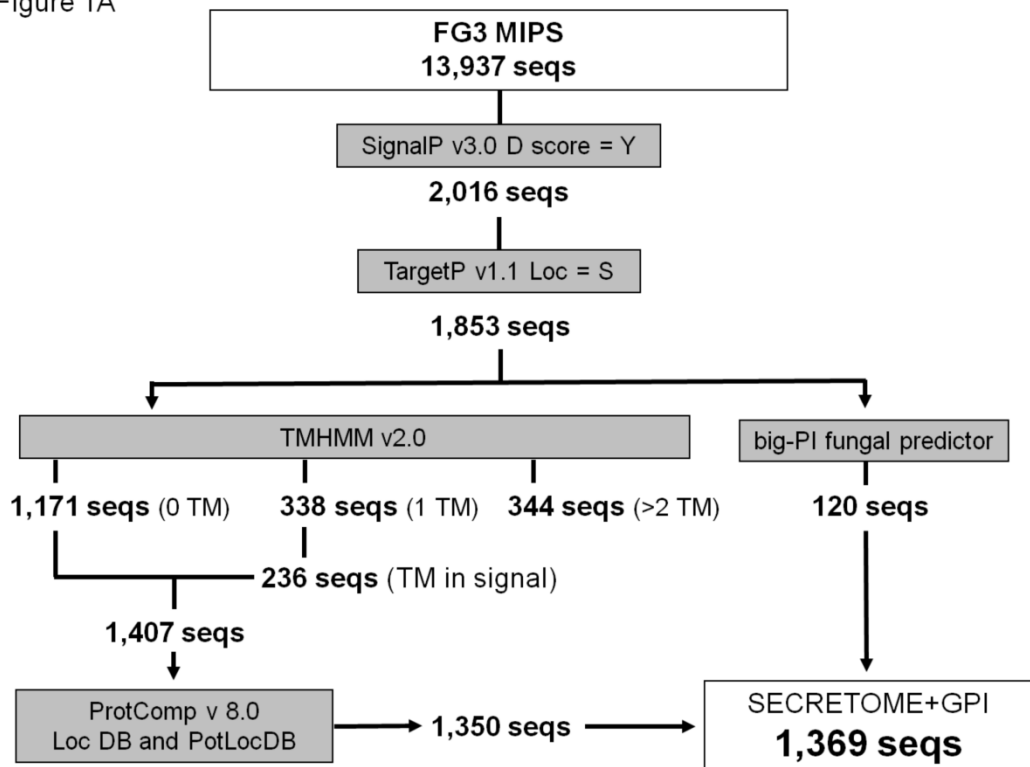 Figure 1A
FG3 MIPS
13,937 seqs
SignalP v3.0 D score = Y
2,016 seqs
TargetP v1.1 Loc = S
1,853 seqs
TMHMM v2.0
big-PI fungal predictor
1,171 seqs (0 TM)
338 seqs (1 TM)
344 seqs (>2 TM)
120 seqs
236 seqs (TM in signal)
1,407 seqs
ProtComp v 8.0
Loc DB and PotLocDB
1,350 seqs
SECRETOME+GPI
1,369 seqs